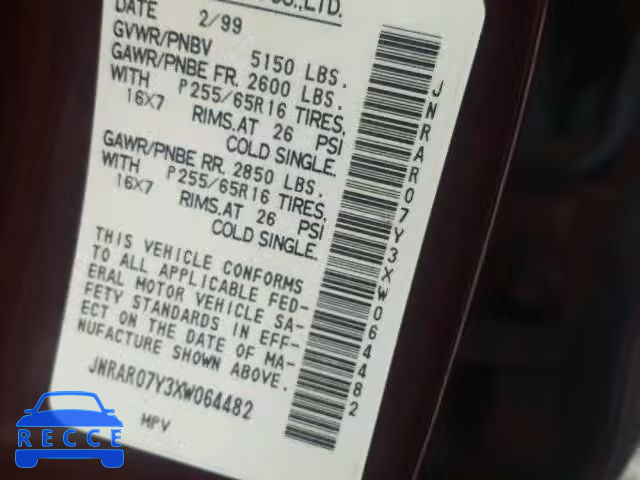 CO.,LTD.
DATE 2/99
GVWR/PNBV 5150 LBS.
GAWR/PNBE FR. 2600 LBS.
WITH P255/65R16 TIRES,
16X7 RIMS.AT 26 PSI
COLD SINGLE.
GAWR/PNBE RR. 2850 LBS.
WITH P255/65R16 TIRES,
16X7 RIMS.AT 26 PSI
COLD SINGLE.
THIS VEHICLE CONFORMS
TO ALL APPLICABLE FED-
ERAL MOTOR VEHICLE SA-
FETY STANDARDS IN EFF-
ECT ON THE DATE OF MA-
NUFACTURE SHOWN ABOVE.
JNRAR07Y3XW064482
MPV
JNRAR07Y3XW064482
RECCE